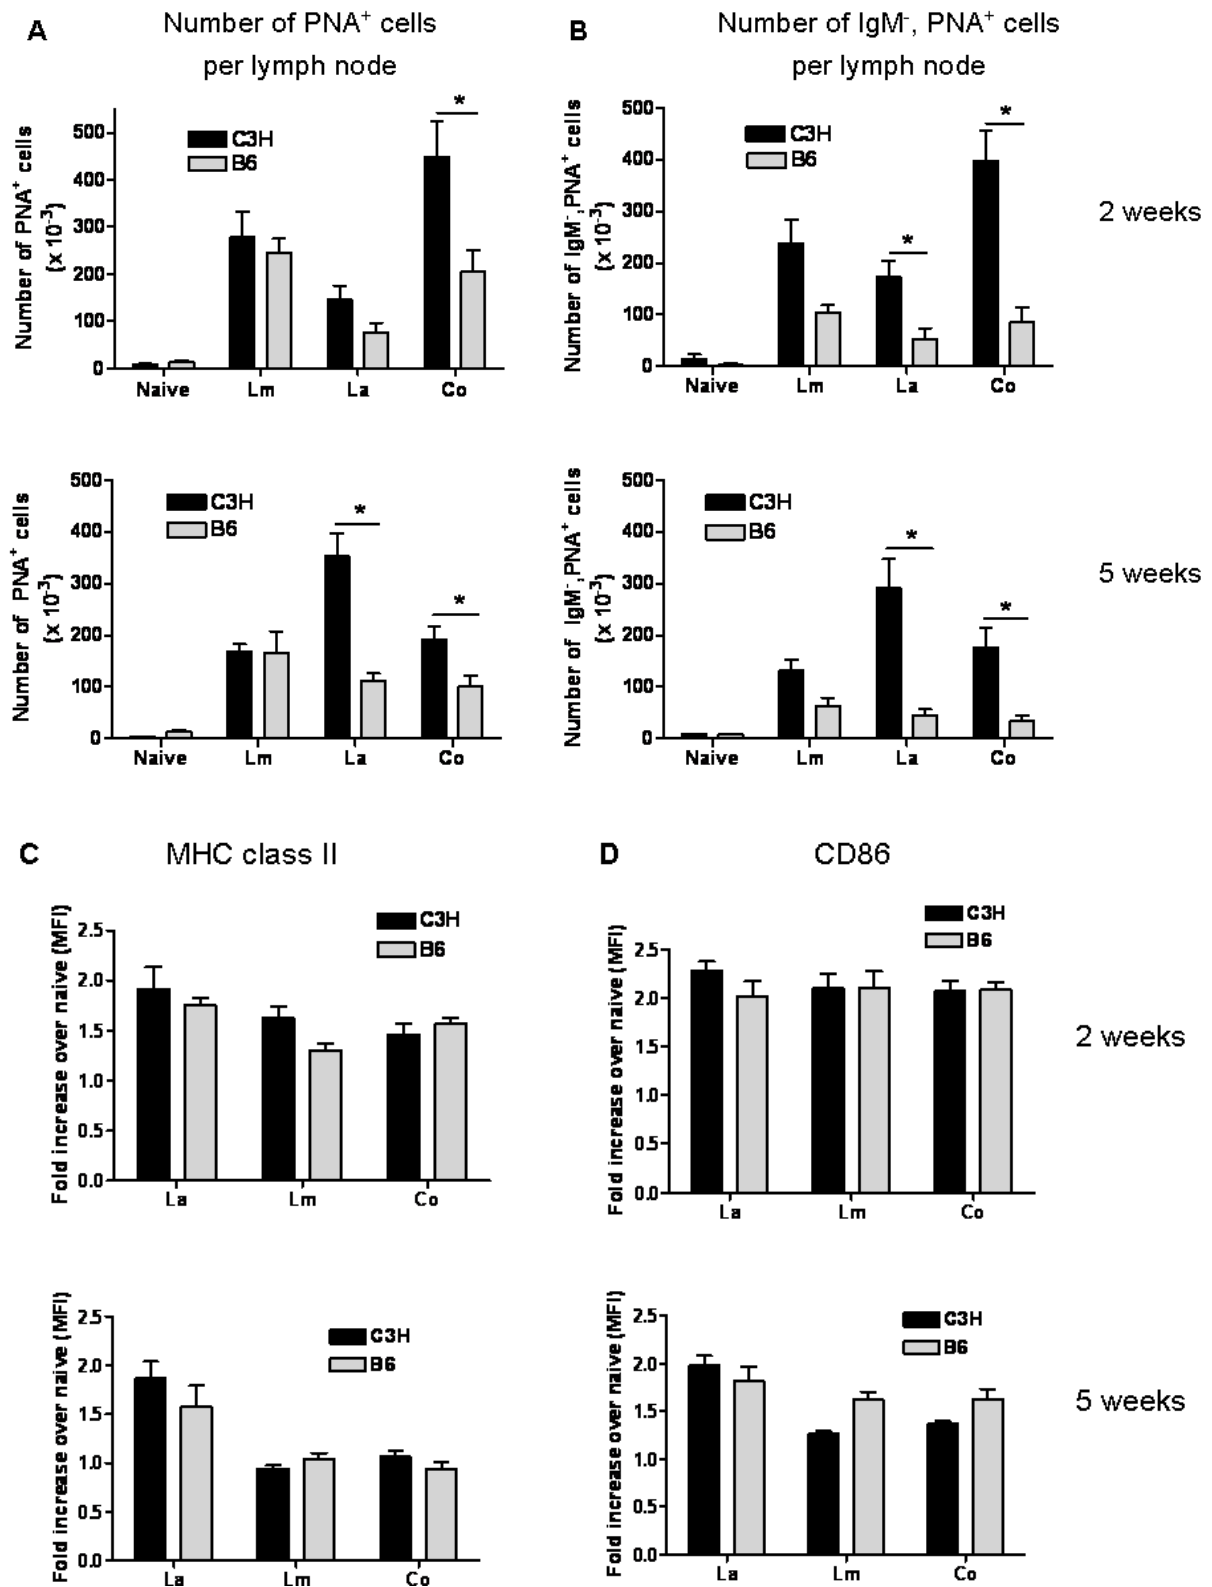 A
Number of PNA⁺ cells
per lymph node
B
Number of IgM⁻, PNA⁺ cells
per lymph node
Number of PNA⁺ cells
(x 10⁻³)
500
400
300
200
100
0
C3H
B6
*
Naive Lm La Co
Number of IgM⁻,PNA⁺ cells
(x 10⁻³)
500
400
300
200
100
0
C3H
B6
*
*
Naive Lm La Co
2 weeks
Number of PNA⁺ cells
(x 10⁻³)
500
400
300
200
100
0
C3H
B6
*
*
Naive Lm La Co
Number of IgM⁻,PNA⁺ cells
(x 10⁻³)
500
400
300
200
100
0
C3H
B6
*
*
Naive Lm La Co
5 weeks
C
MHC class II
D
CD86
Fold increase over naive (MFI)
2.5
2.0
1.5
1.0
0.5
0.0
C3H
B6
La Lm Co
Fold increase over naive (MFI)
2.5
2.0
1.5
1.0
0.5
0.0
C3H
B6
La Lm Co
2 weeks
Fold increase over naive (MFI)
2.5
2.0
1.5
1.0
0.5
0.0
C3H
B6
La Lm Co
Fold increase over naive (MFI)
2.5
2.0
1.5
1.0
0.5
0.0
C3H
B6
La Lm Co
5 weeks